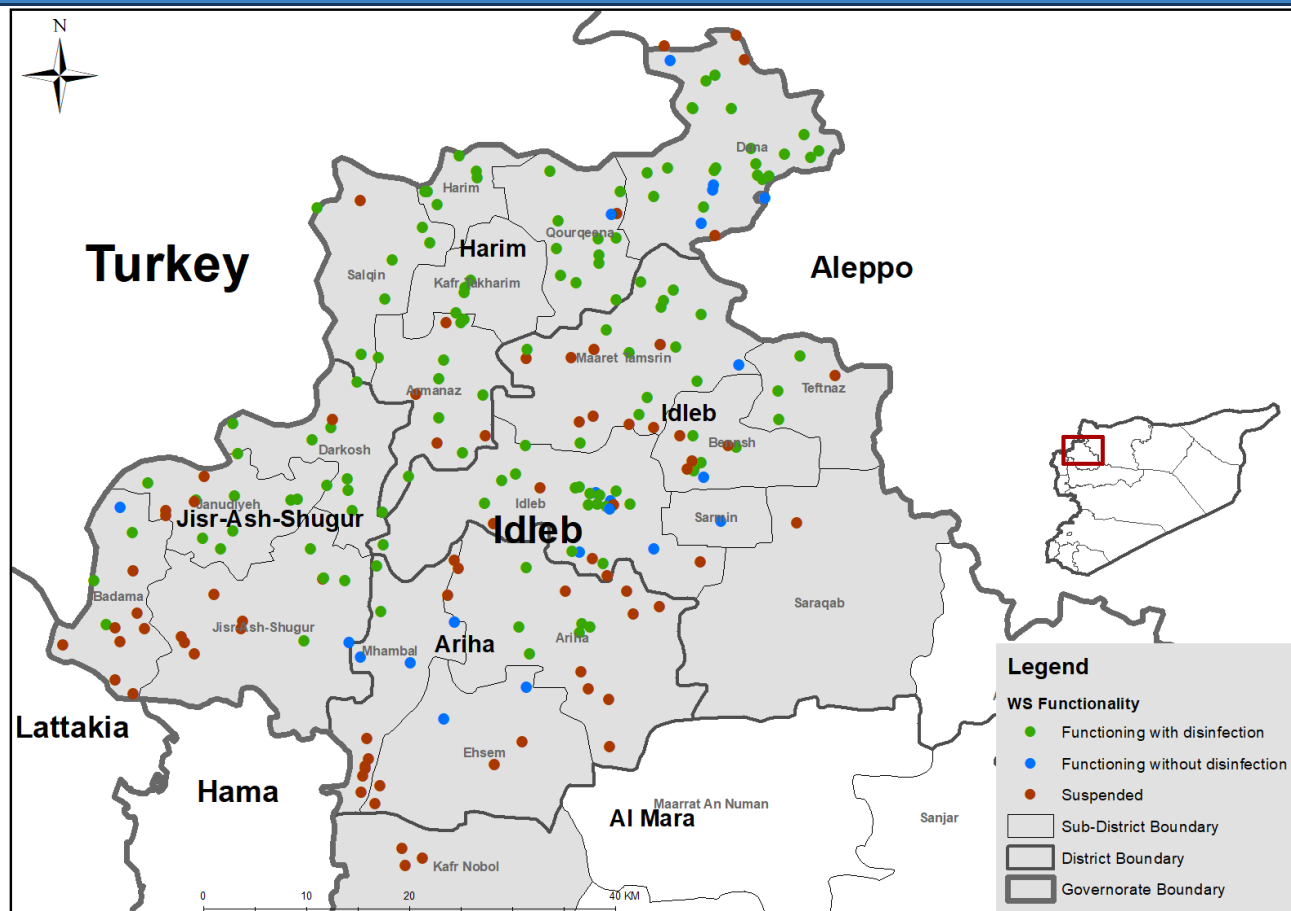 N
Dana
Harim
Turkey
Harim
Qourqeena
Aleppo
Salqin
Kafr Takharim
Maaret Tamsrin
Teftnaz
Armanaz
Idleb
Bennsh
Darkosh
Janudiyeh
Idleb
Jisr-Ash-Shugur
Idleb
Sarmin
Badama
Saraqab
Jisr-Ash-Shugur
Mhambal
Ariha
Ariha
Legend
WS Functionality
Lattakia
Functioning with disinfection
Ehsem
Functioning without disinfection
Hama
Suspended
Maarrat An Numan
Al Mara
Sanjar
Sub-District Boundary
Kafr Nobol
District Boundary
Governorate Boundary
0 10 20 40 KM